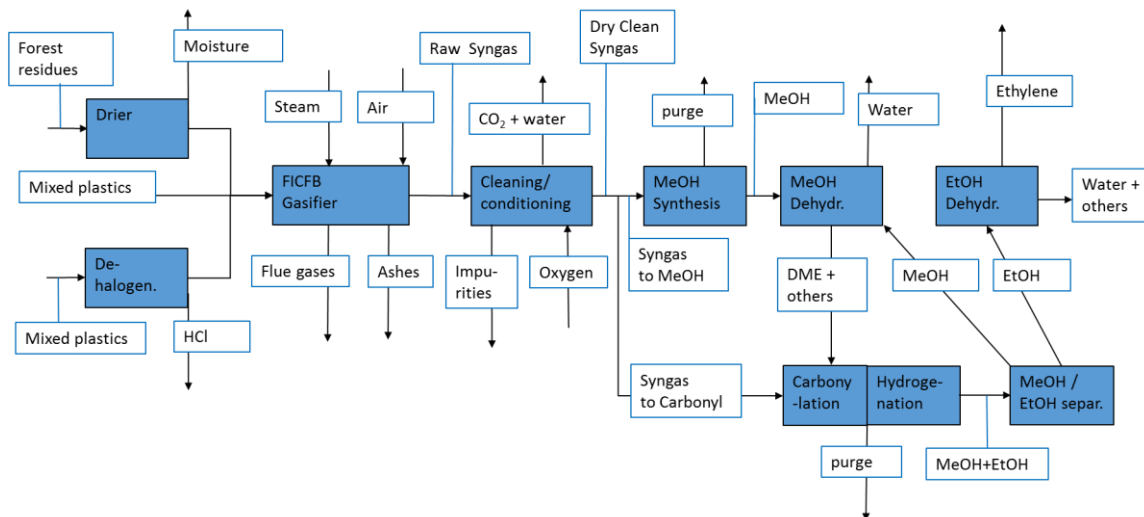 Forest
residues
Moisture
Drier
Mixed plastics
De-
halogen.
Mixed plastics
HCl
Steam
Air
FICFB
Gasifier
Flue gases
Ashes
Raw Syngas
CO₂ + water
Cleaning/
conditioning
Impu-
rities
Oxygen
Dry Clean
Syngas
purge
MeOH
MeOH
Synthesis
Syngas
to MeOH
Water
MeOH
Dehydr.
DME +
others
MeOH
EtOH
Ethylene
EtOH
Dehydr.
Water +
others
Syngas
to Carbonyl
Carbony
-lation
Hydroge-
nation
MeOH /
EtOH separ.
purge
MeOH+EtOH